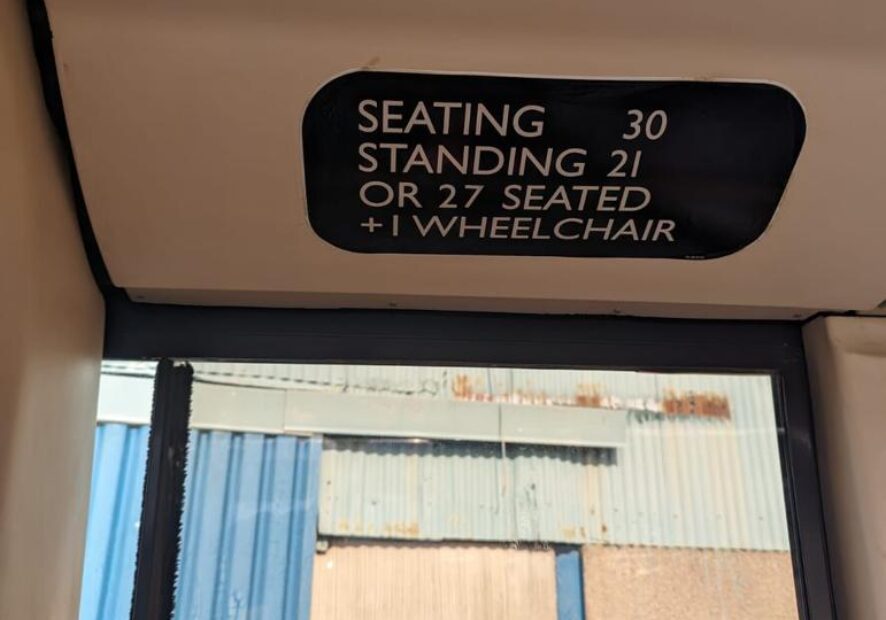 SEATING 30
STANDING 21
OR 27 SEATED
+1 WHEELCHAIR